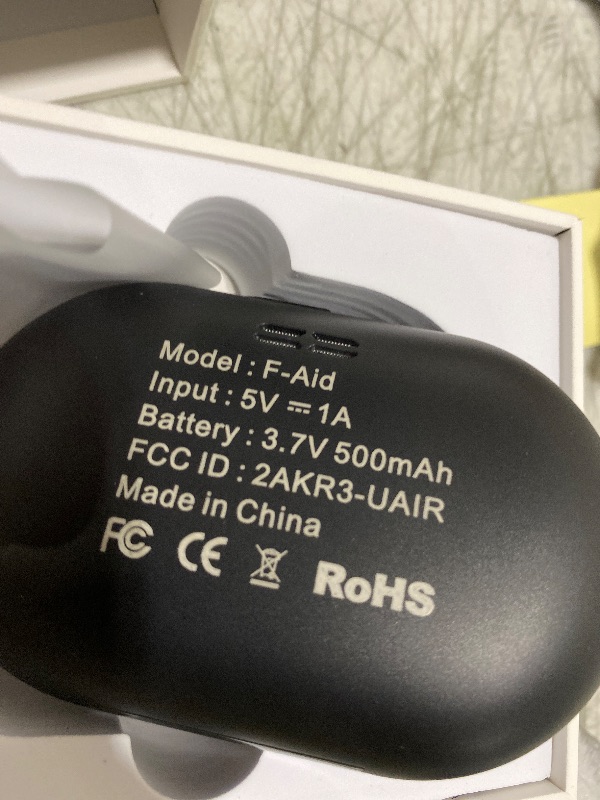 Model : F-Aid
Input : 5V ⎓ 1A
Battery : 3.7V 500mAh
FCC ID : 2AKR3-UAIR
Made in China
FC CE RoHS